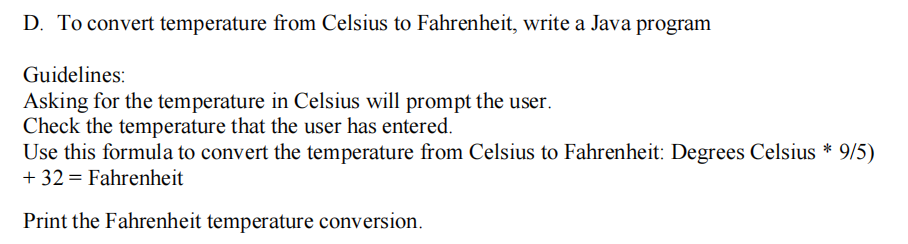 D. To convert temperature from Celsius to Fahrenheit, write a Java program
Guidelines:
Asking for the temperature in Celsius will prompt the user.
Check the temperature that the user has entered.
Use this formula to convert the temperature from Celsius to Fahrenheit: Degrees Celsius * 9/5)
+ 32 = Fahrenheit
Print the Fahrenheit temperature conversion.